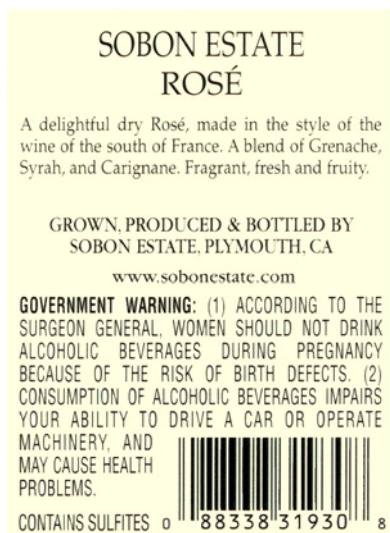 SOBON ESTATE
ROSÉ
A delightful dry Rosé, made in the style of the
wine of the south of France. A blend of Grenache,
Syrah, and Carignane. Fragrant, fresh and fruity.
GROWN, PRODUCED & BOTTLED BY
SOBON ESTATE, PLYMOUTH, CA
www.sobonestate.com
GOVERNMENT WARNING: (1) ACCORDING TO THE
SURGEON GENERAL, WOMEN SHOULD NOT DRINK
ALCOHOLIC BEVERAGES DURING PREGNANCY
BECAUSE OF THE RISK OF BIRTH DEFECTS. (2)
CONSUMPTION OF ALCOHOLIC BEVERAGES IMPAIRS
YOUR ABILITY TO DRIVE A CAR OR OPERATE
MACHINERY, AND
MAY CAUSE HEALTH
PROBLEMS.
CONTAINS SULFITES 0 88338 31930 8